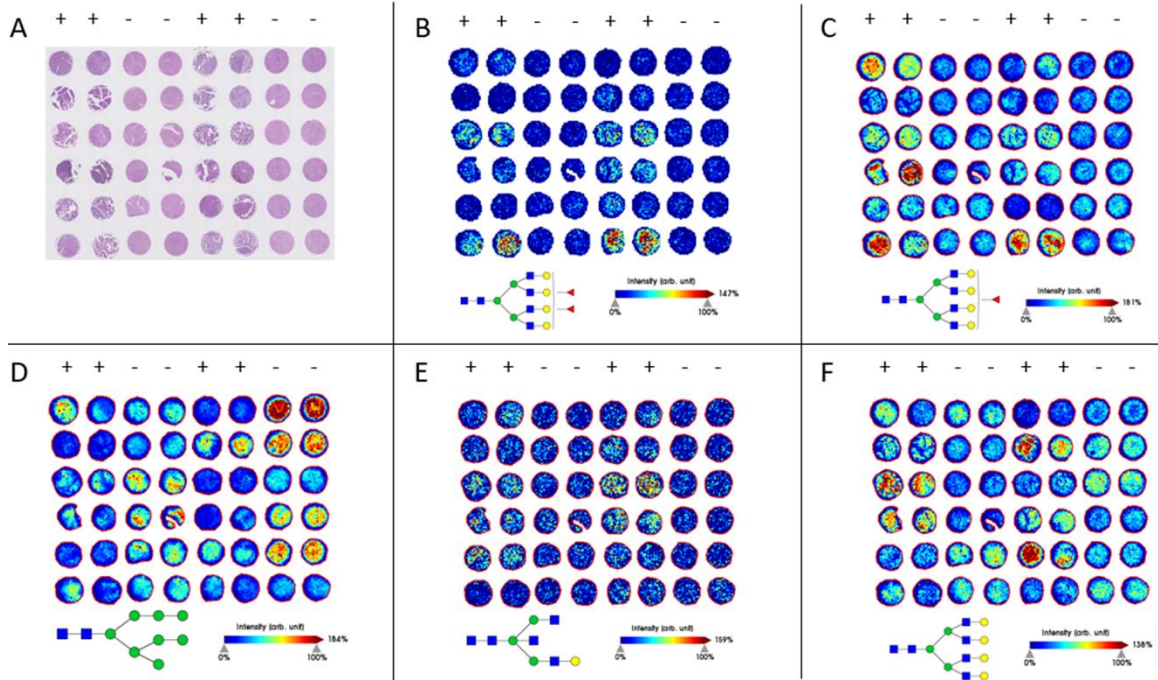 A + + - - + + - -
B + + - - + + - -
C + + - - + + - -
Intensity (arb. unit)
147%
0% 100%
Intensity (arb. unit)
181%
0% 100%
D + + - - + + - -
E + + - - + + - -
F + + - - + + - -
Intensity (arb. unit)
184%
0% 100%
Intensity (arb. unit)
159%
0% 100%
Intensity (arb. unit)
138%
0% 100%